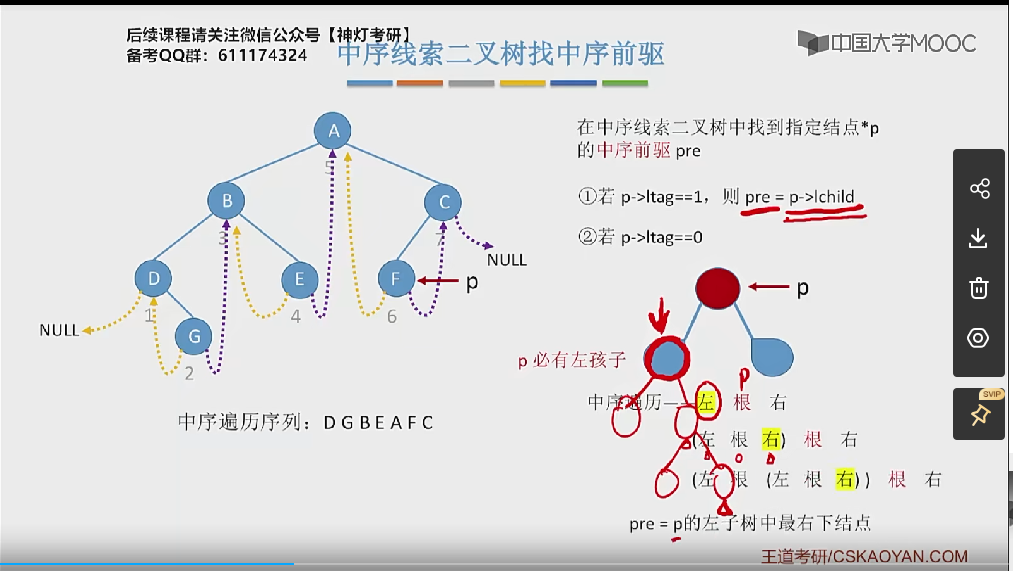 后续课程请关注微信公众号【神灯考研】
备考QQ群：611174324
中序线索二叉树找中序前驱
中国大学MOOC
在中序线索二叉树中找到指定结点*p
的中序前驱 pre
①若 p->ltag==1，则 pre = p->lchild
②若 p->ltag==0
A
5
B
3
C
7
NULL
D
1
E
4
F
6
p
NULL
G
2
p
p 必有左孩子
p
中序遍历——左 根 右
(左 根 右) 根 右
(左 根 (左 根 右)) 根 右
中序遍历序列：D G B E A F C
pre = p的左子树中最右下结点
王道考研/CSKAOYAN.COM
SVIP